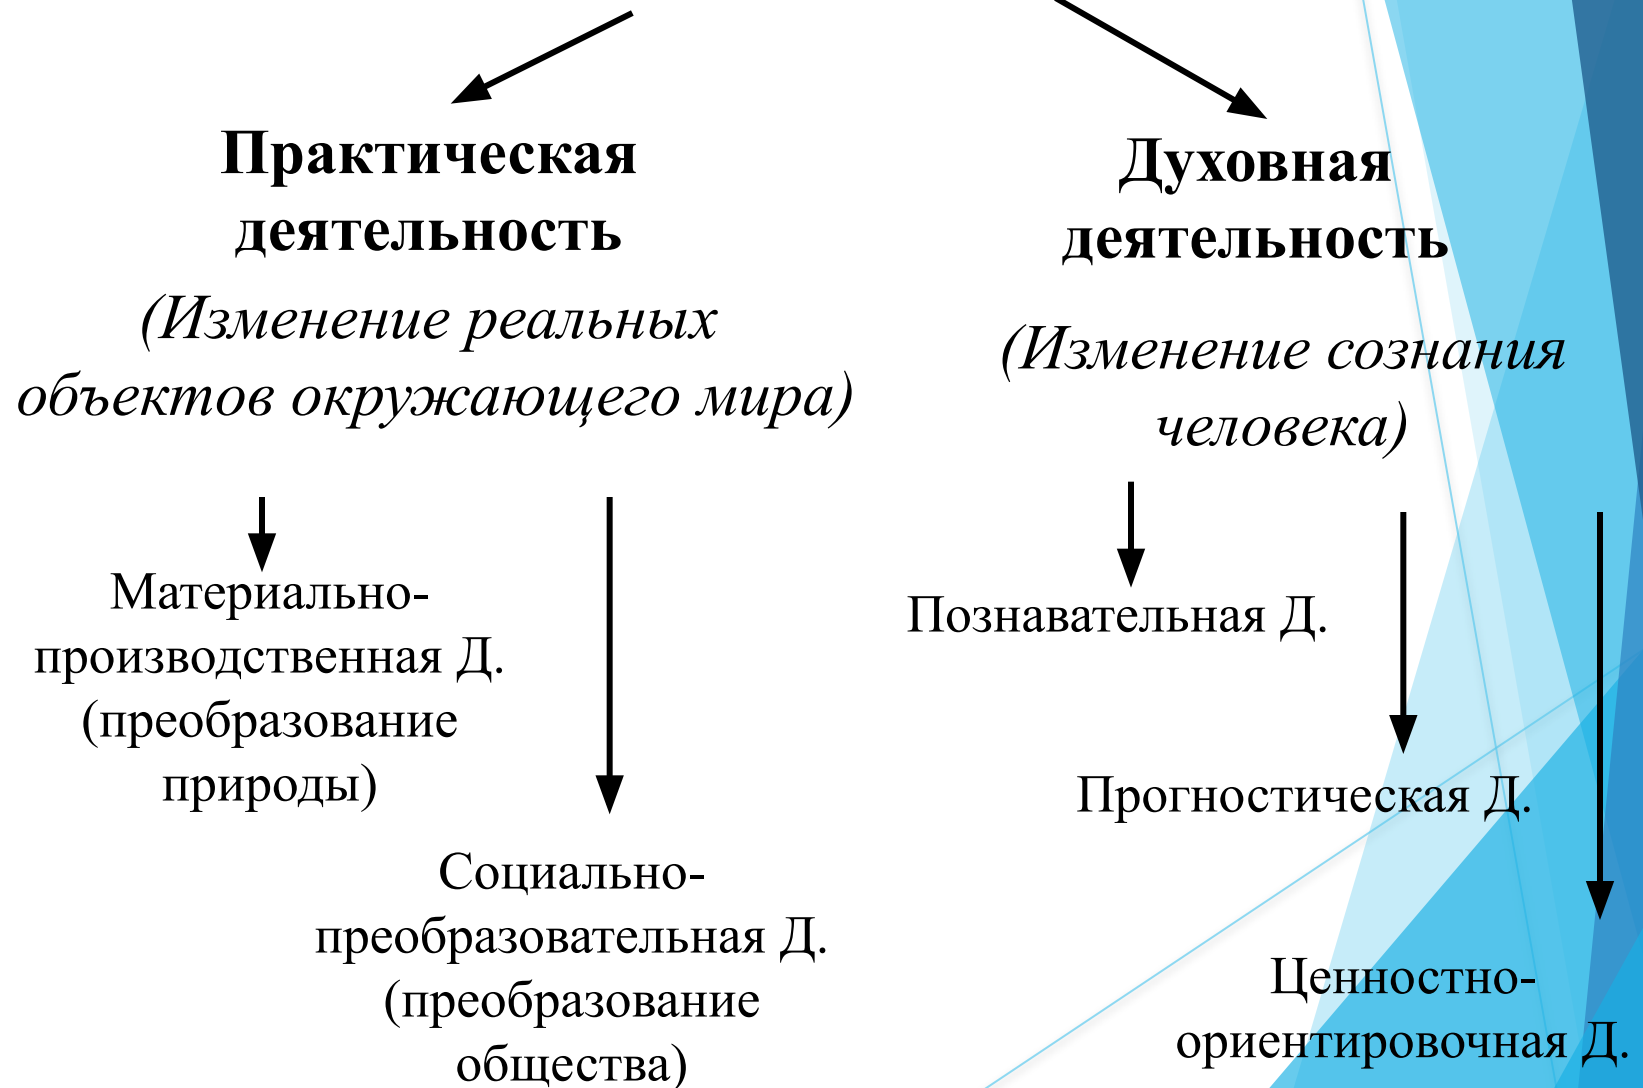 Практическая
деятельность
(Изменение реальных
объектов окружающего мира)
Материально-
производственная Д.
(преобразование
природы)
Социально-
преобразовательная Д.
(преобразование
общества)
Духовная
деятельность
(Изменение сознания
человека)
Познавательная Д.
Прогностическая Д.
Ценностно-
ориентировочная Д.